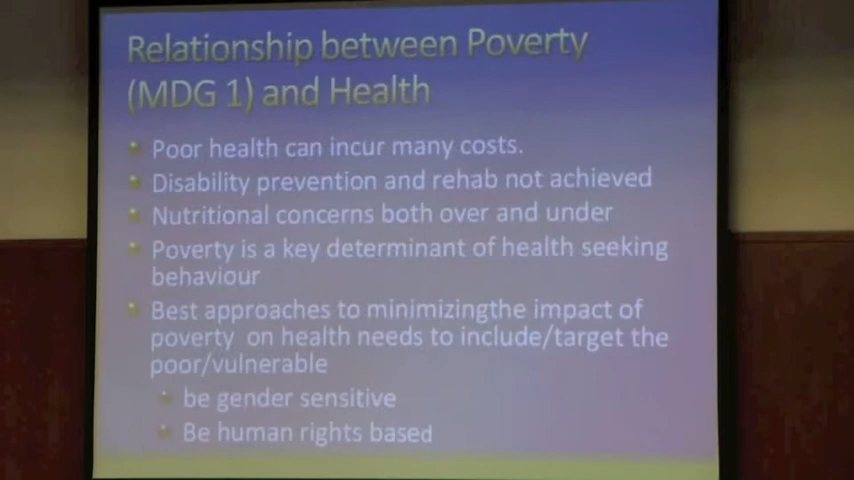 Relationship between Poverty
(MDG 1) and Health
Poor health can incur many costs.
Disability prevention and rehab not achieved
Nutritional concerns both over and under
Poverty is a key determinant of health seeking
behaviour
Best approaches to minimizingthe impact of
poverty on health needs to include/target the
poor/vulnerable
be gender sensitive
Be human rights based